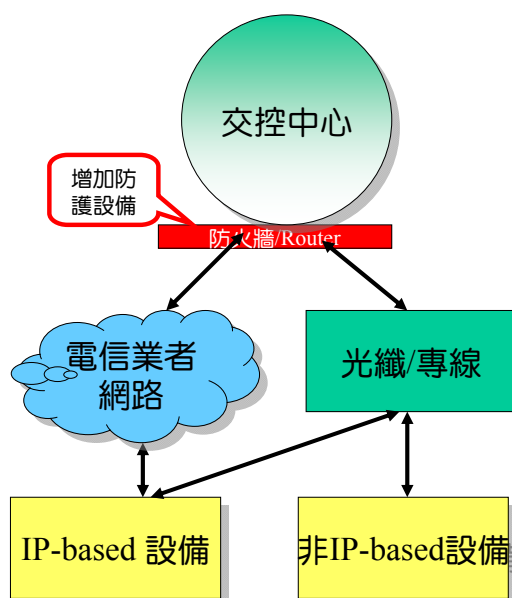 交控中心
增加防
護設備
防火牆/Router
電信業者
網路
光纖/專線
IP-based 設備
非IP-based設備